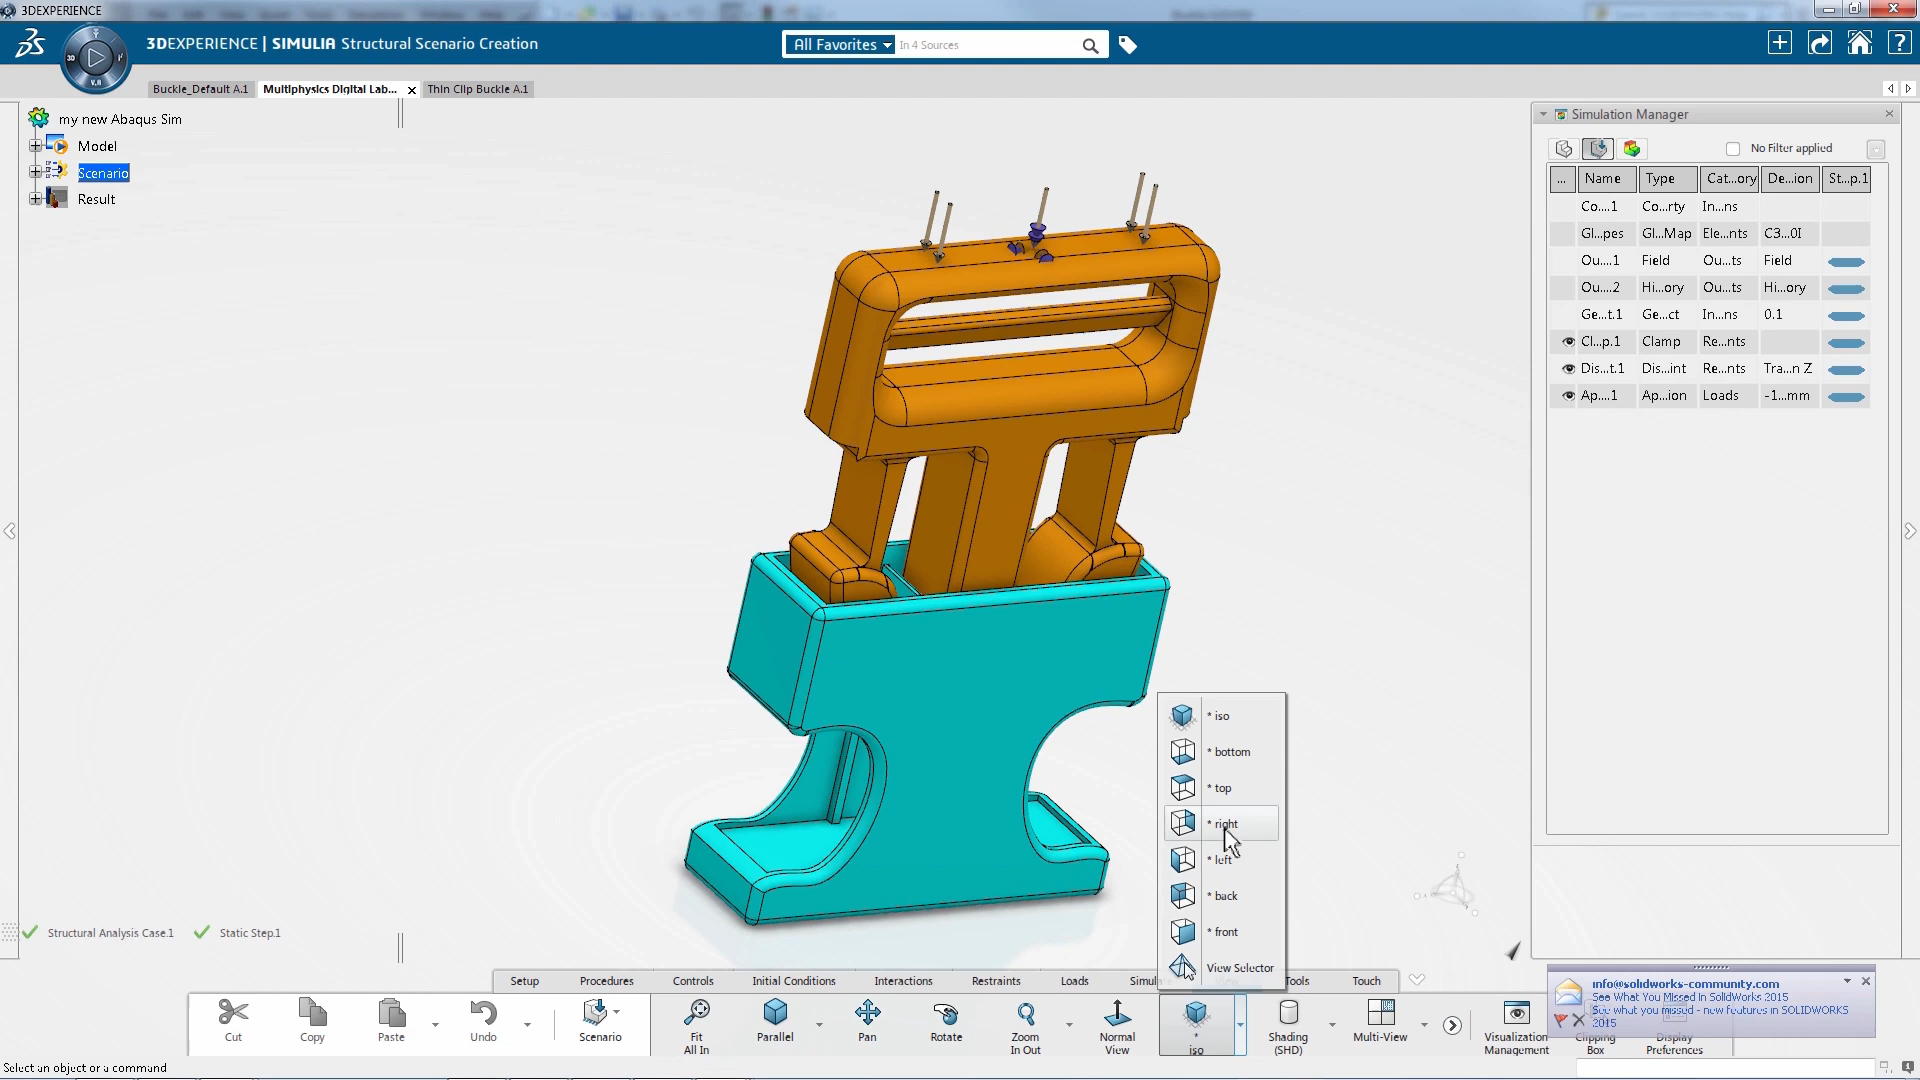 3DEXPERIENCE
3DEXPERIENCE | SIMULIA Structural Scenario Creation
All Favorites
In 4 Sources
3D
V.R
Buckle_Default A.1
Multiphysics Digital Lab...
Thin Clip Buckle A.1
my new Abaqus Sim
Model
Scenario
Result
Simulation Manager
No Filter applied
... Name Type Cat...ory De...ion St...p.1
Co....1 Co...rty In...ns
Gl...pes Gl...Map Ele...nts C3...0I
Ou....1 Field Ou...ts Field
Ou....2 Hi...ory Ou...ts Hi...ory
Ge...t.1 Ge...ct In...ns 0.1
Cl...p.1 Clamp Re...nts
Dis...t.1 Dis...int Re...nts Tra...n Z
Ap....1 Ap...ion Loads -1...mm
* iso
* bottom
* top
* right
* left
* back
* front
View Selector
Structural Analysis Case.1
Static Step.1
Setup Procedures Controls Initial Conditions Interactions Restraints Loads Simula Tools Touch
Cut
Copy
Paste
Undo
Scenario
Fit All In
Parallel
Pan
Rotate
Zoom In Out
Normal View
* iso
Shading (SHD)
Multi-View
Visualization Management
Clipping Box
Display Preferences
info@solidworks-community.com
See What You Missed In SolidWorks 2015
See what you missed - new features in SOLIDWORKS
2015
Select an object or a command